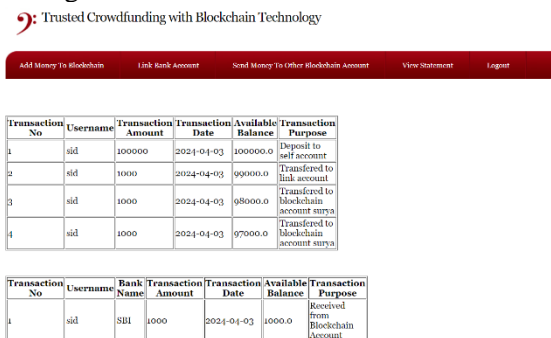 Trusted Crowdfunding with Blockchain Technology
Add Money To Blockchain Link Bank Account Send Money To Other Blockchain Account View Statement Logout
Transaction No Username Transaction Amount Transaction Date Available Balance Transaction Purpose
1 sid 100000 2024-04-03 100000.0 Deposit to self account
2 sid 1000 2024-04-03 99000.0 Transfered to link account
3 sid 1000 2024-04-03 98000.0 Transfered to blockchain account surya
4 sid 1000 2024-04-03 97000.0 Transfered to blockchain account surya
Transaction No Username Bank Name Transaction Amount Transaction Date Available Balance Transaction Purpose
1 sid SBI 1000 2024-04-03 1000.0 Received from Blockchain Account